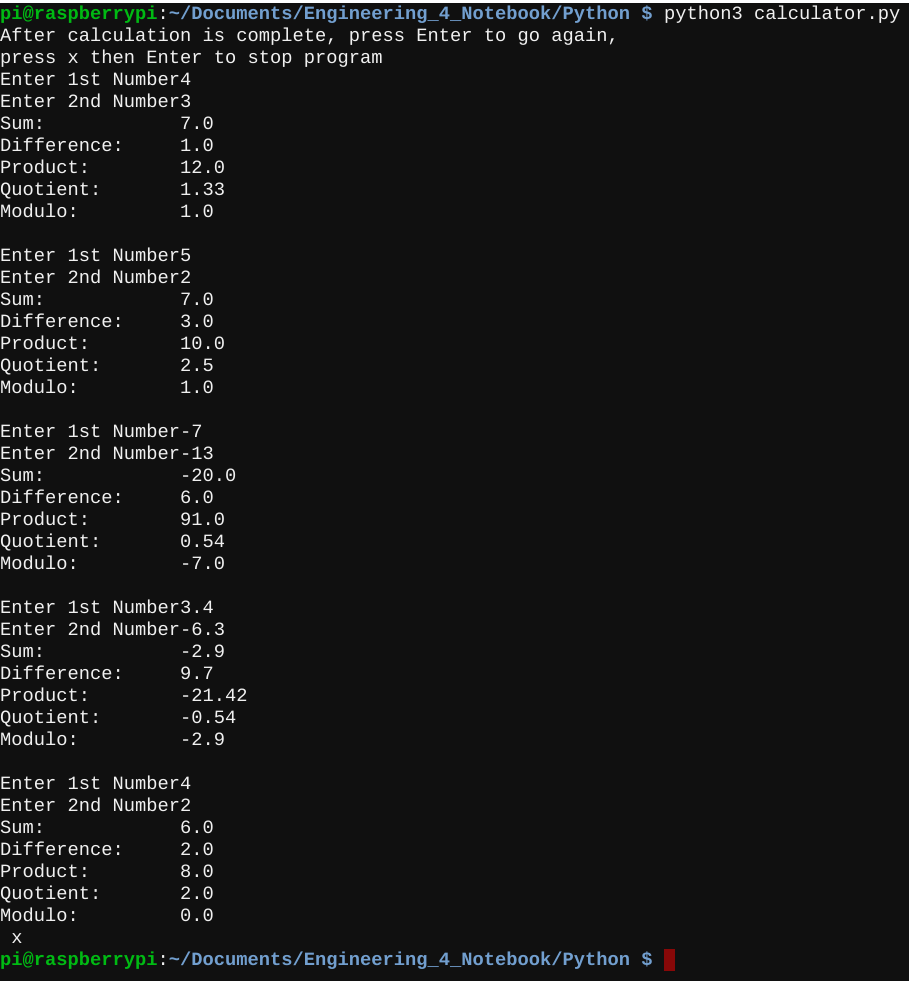 pi@raspberrypi:~/Documents/Engineering_4_Notebook/Python $ python3 calculator.py
After calculation is complete, press Enter to go again,
press x then Enter to stop program
Enter 1st Number4
Enter 2nd Number3
Sum:            7.0
Difference:     1.0
Product:        12.0
Quotient:       1.33
Modulo:         1.0

Enter 1st Number5
Enter 2nd Number2
Sum:            7.0
Difference:     3.0
Product:        10.0
Quotient:       2.5
Modulo:         1.0

Enter 1st Number-7
Enter 2nd Number-13
Sum:            -20.0
Difference:     6.0
Product:        91.0
Quotient:       0.54
Modulo:         -7.0

Enter 1st Number3.4
Enter 2nd Number-6.3
Sum:            -2.9
Difference:     9.7
Product:        -21.42
Quotient:       -0.54
Modulo:         -2.9

Enter 1st Number4
Enter 2nd Number2
Sum:            6.0
Difference:     2.0
Product:        8.0
Quotient:       2.0
Modulo:         0.0
 x
pi@raspberrypi:~/Documents/Engineering_4_Notebook/Python $